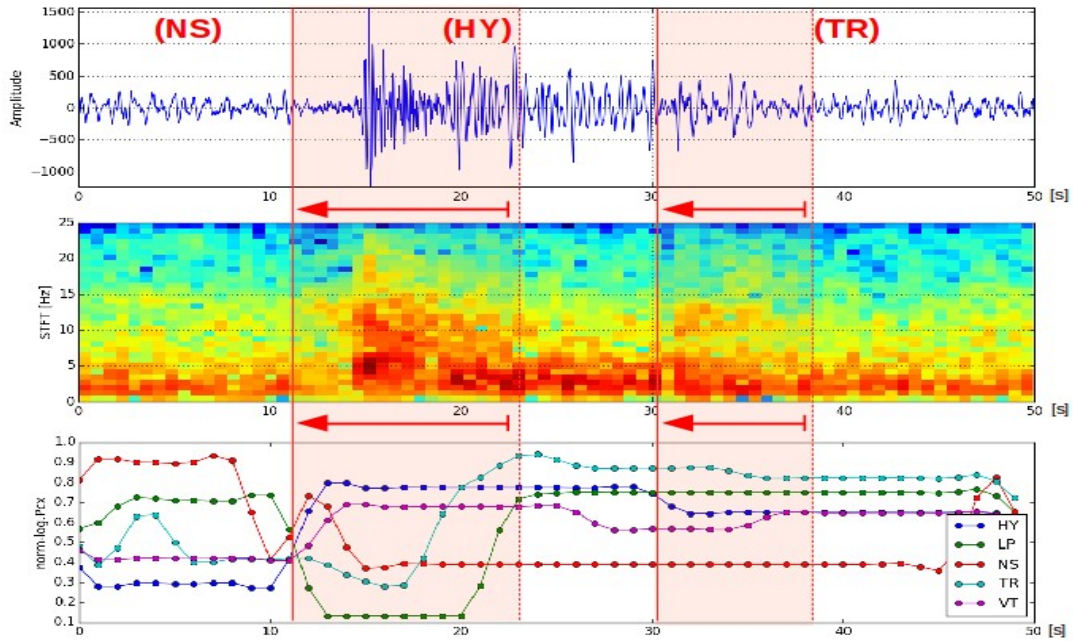 (NS) (HY) (TR)
1500
1000
500
0
−500
−1000
Amplitude
0 10 20 30 40 50 [s]
25
20
15
10
5
0
STFT [Hz]
0 10 20 30 40 50 [s]
1.0
0.9
0.8
0.7
0.6
0.5
0.4
0.3
0.2
0.1
norm.log.Pcx
HY
LP
NS
TR
VT
0 10 20 30 40 50 [s]